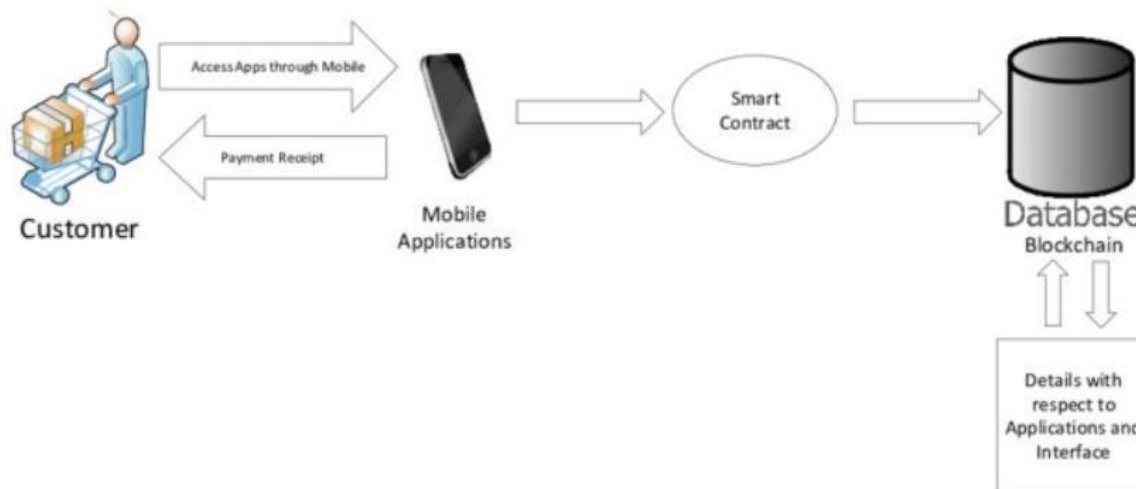 Access Apps through Mobile
Payment Receipt
Customer
Mobile
Applications
Smart
Contract
Database
Blockchain
Details with
respect to
Applications and
Interface